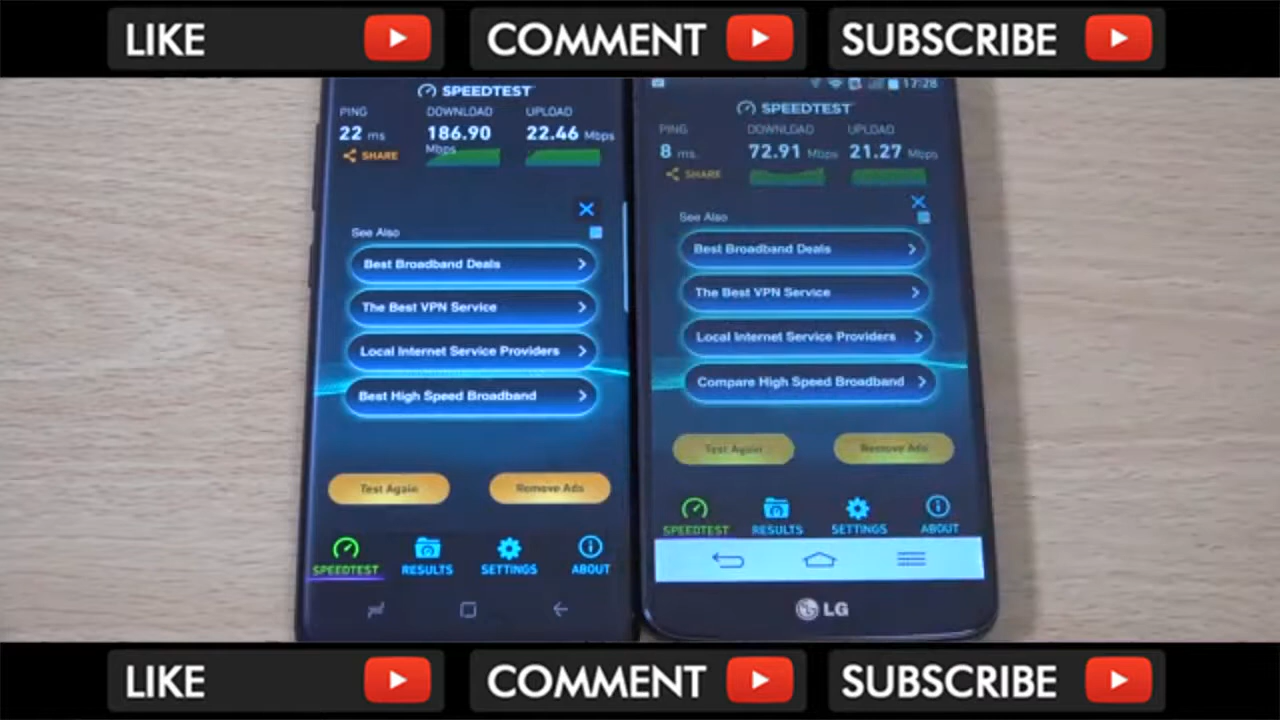 LIKE
COMMENT
SUBSCRIBE
SPEEDTEST
PING
DOWNLOAD
UPLOAD
22 ms
186.90 Mbps
22.46 Mbps
SHARE
See Also
Best Broadband Deals
The Best VPN Service
Local Internet Service Providers
Best High Speed Broadband
Test Again
Remove Ads
SPEEDTEST
RESULTS
SETTINGS
ABOUT
17:28
SPEEDTEST
PING
DOWNLOAD
UPLOAD
8 ms
72.91 Mbps
21.27 Mbps
SHARE
See Also
Best Broadband Deals
The Best VPN Service
Local Internet Service Providers
Compare High Speed Broadband
Test Again
Remove Ads
SPEEDTEST
RESULTS
SETTINGS
ABOUT
LG
LIKE
COMMENT
SUBSCRIBE